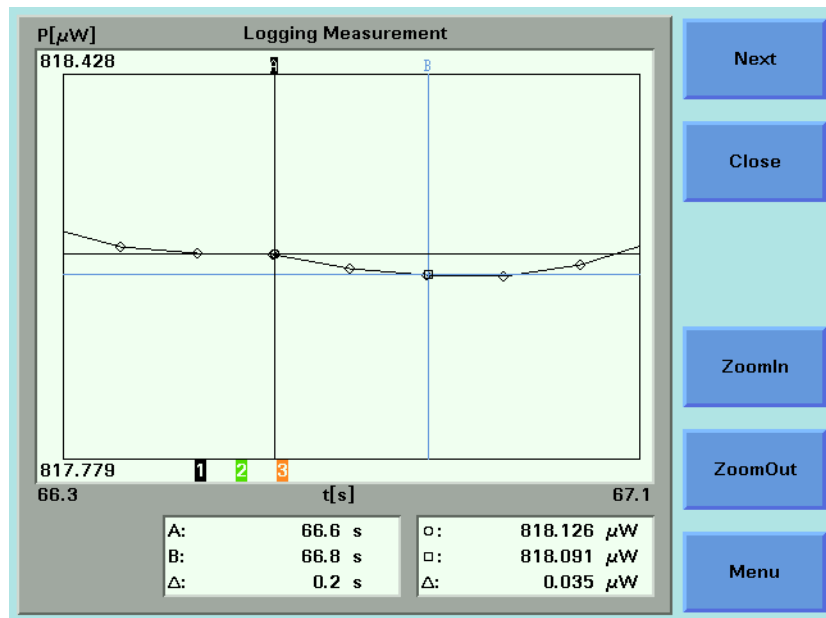 P[µW] Logging Measurement
818.428
A B
817.779 1 2 3
66.3 t[s] 67.1
A: 66.6 s
B: 66.8 s
Δ: 0.2 s
○: 818.126 µW
□: 818.091 µW
Δ: 0.035 µW
Next
Close
ZoomIn
ZoomOut
Menu